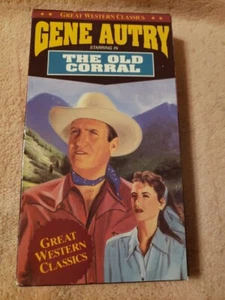 GREAT WESTERN CLASSICS
GENE AUTRY
STARRING IN
THE OLD
CORRAL
GREAT
WESTERN
CLASSICS